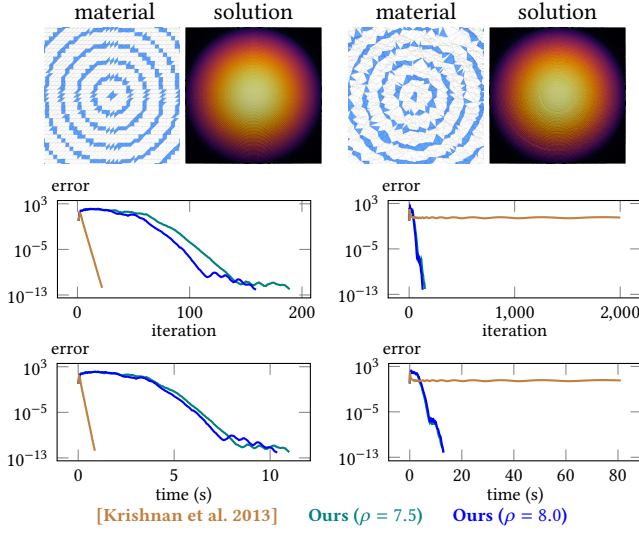 material solution material solution
error error
10^3 10^3
10^-5 10^-5
10^-13 10^-13
0 100 200 0 1,000 2,000
iteration iteration
error error
10^3 10^3
10^-5 10^-5
10^-13 10^-13
0 5 10 0 20 40 60 80
time (s) time (s)
[Krishnan et al. 2013] Ours (ρ = 7.5) Ours (ρ = 8.0)